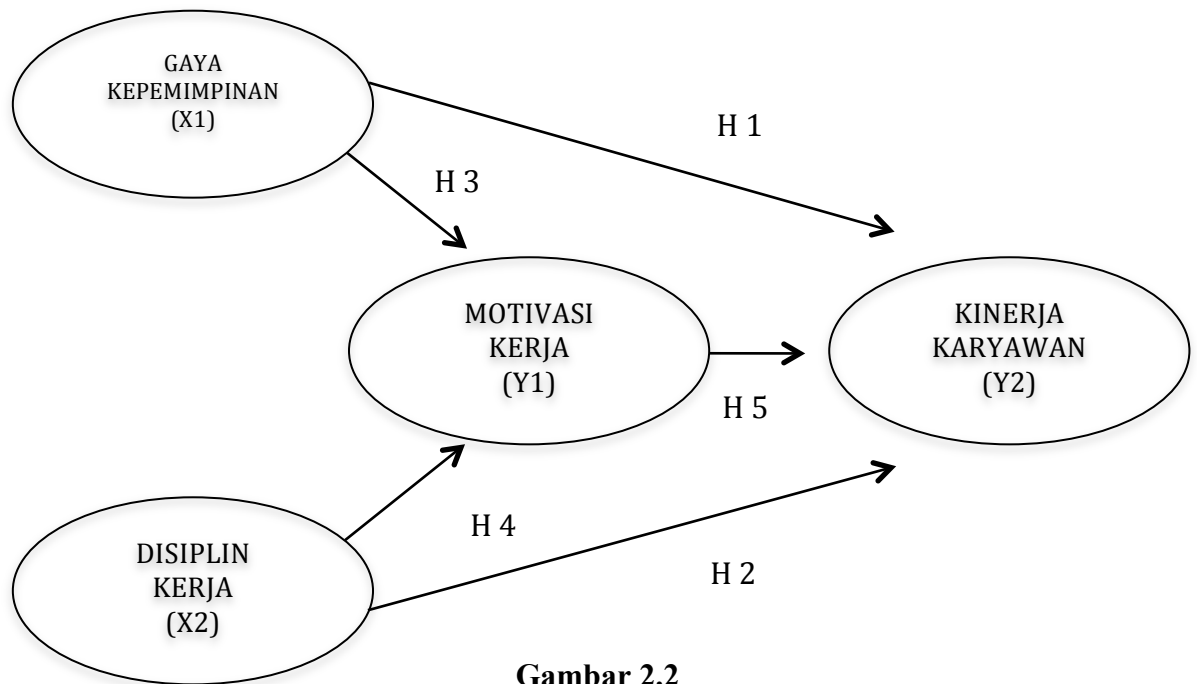 GAYA
KEPEMIMPINAN
(X1)
H 1
H 3
MOTIVASI
KERJA
(Y1)
KINERJA
KARYAWAN
(Y2)
H 5
H 4
DISIPLIN
KERJA
(X2)
H 2
Gambar 2.2